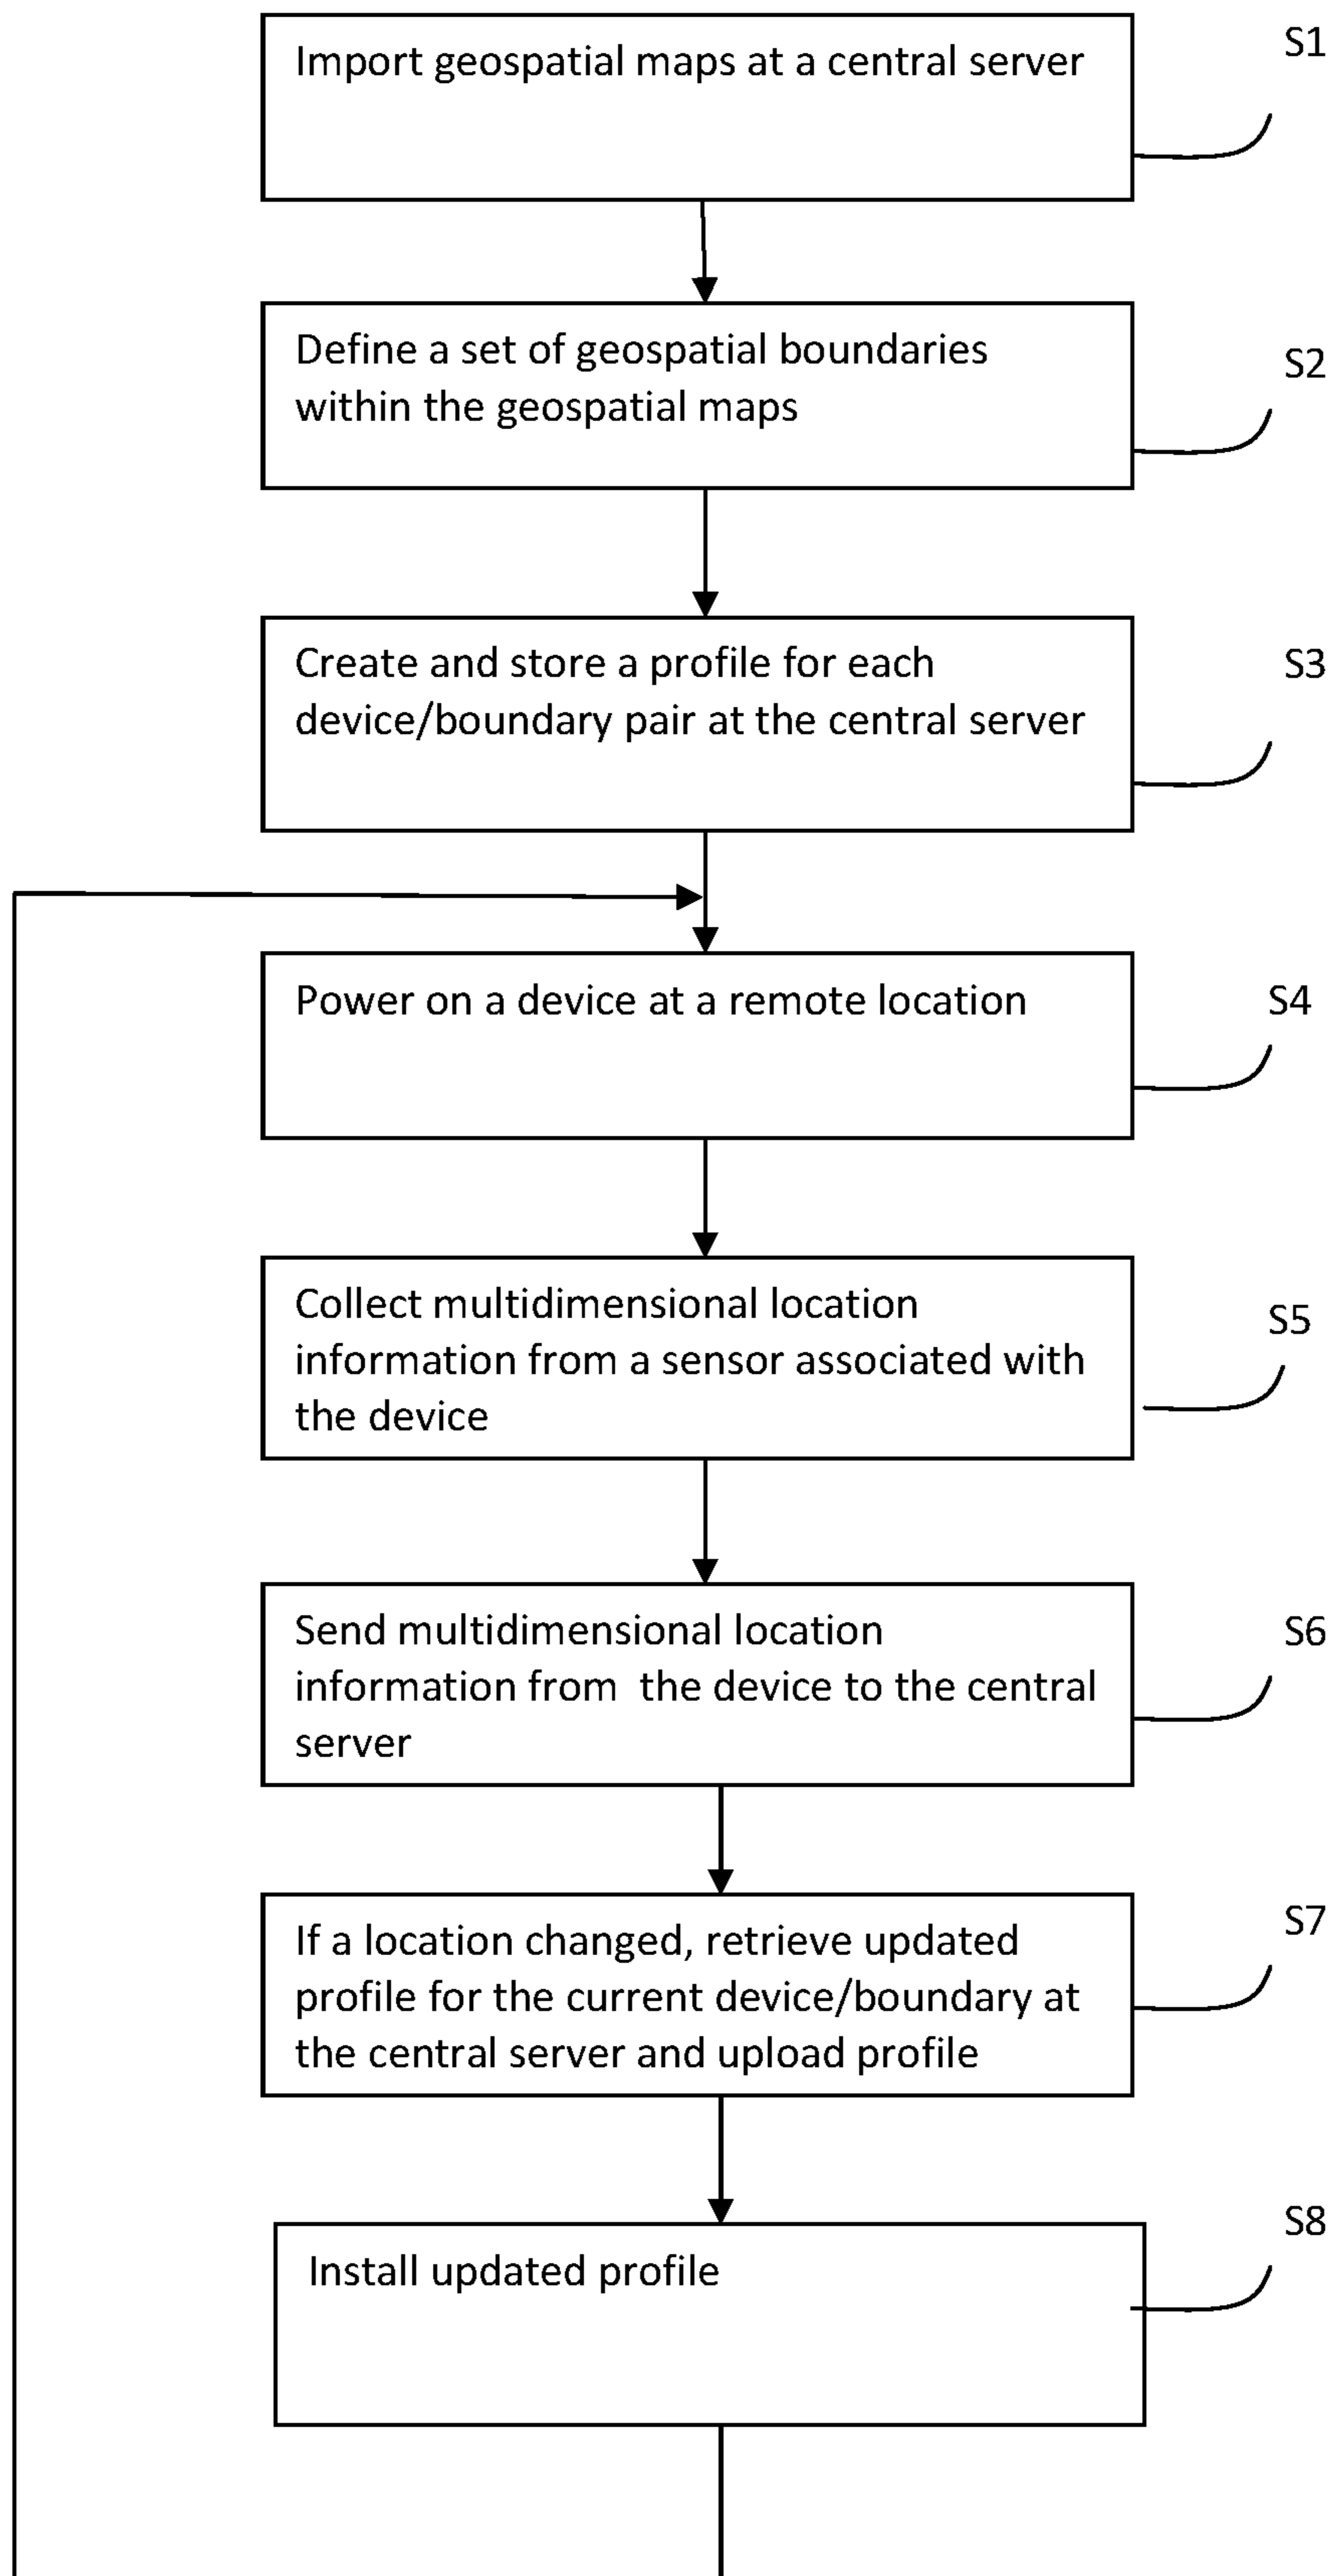 Import geospatial maps at a central server
S1
Define a set of geospatial boundaries
within the geospatial maps
S2
Create and store a profile for each
device/boundary pair at the central server
S3
Power on a device at a remote location
S4
Collect multidimensional location
information from a sensor associated with
the device
S5
Send multidimensional location
information from  the device to the central
server
S6
If a location changed, retrieve updated
profile for the current device/boundary at
the central server and upload profile
S7
Install updated profile
S8